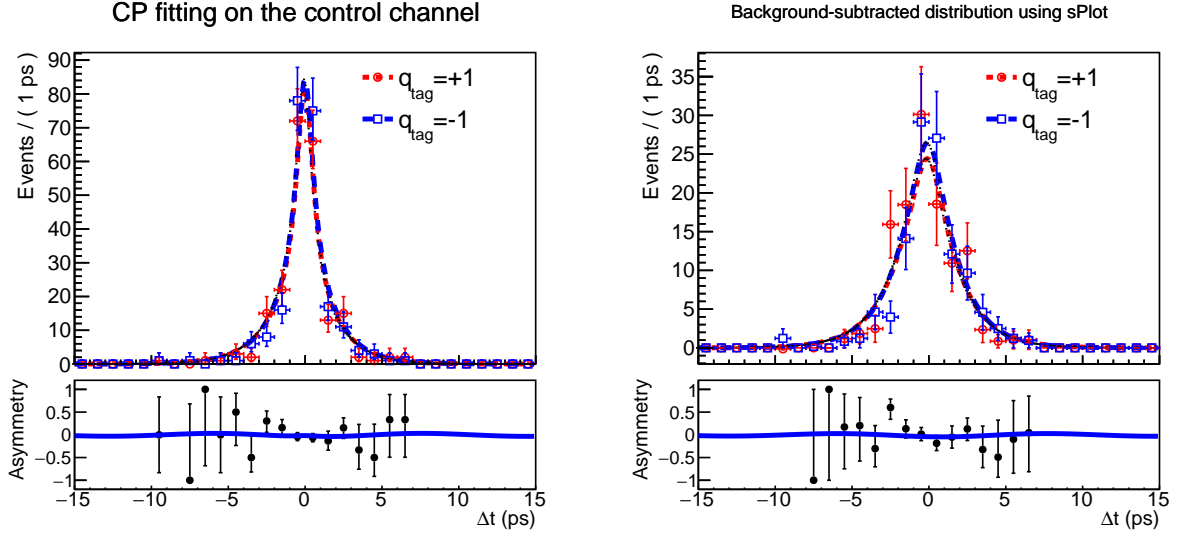 CP fitting on the control channel
Events / ( 1 ps )
90
80
70
60
50
40
30
20
10
0
q_tag=+1
q_tag=-1
Asymmetry
1
0.5
0
−0.5
−1
−15 −10 −5 0 5 10 15
Δt (ps)
Background-subtracted distribution using sPlot
Events / ( 1 ps )
35
30
25
20
15
10
5
0
q_tag=+1
q_tag=-1
Asymmetry
1
0.5
0
−0.5
−1
−15 −10 −5 0 5 10 15
Δt (ps)